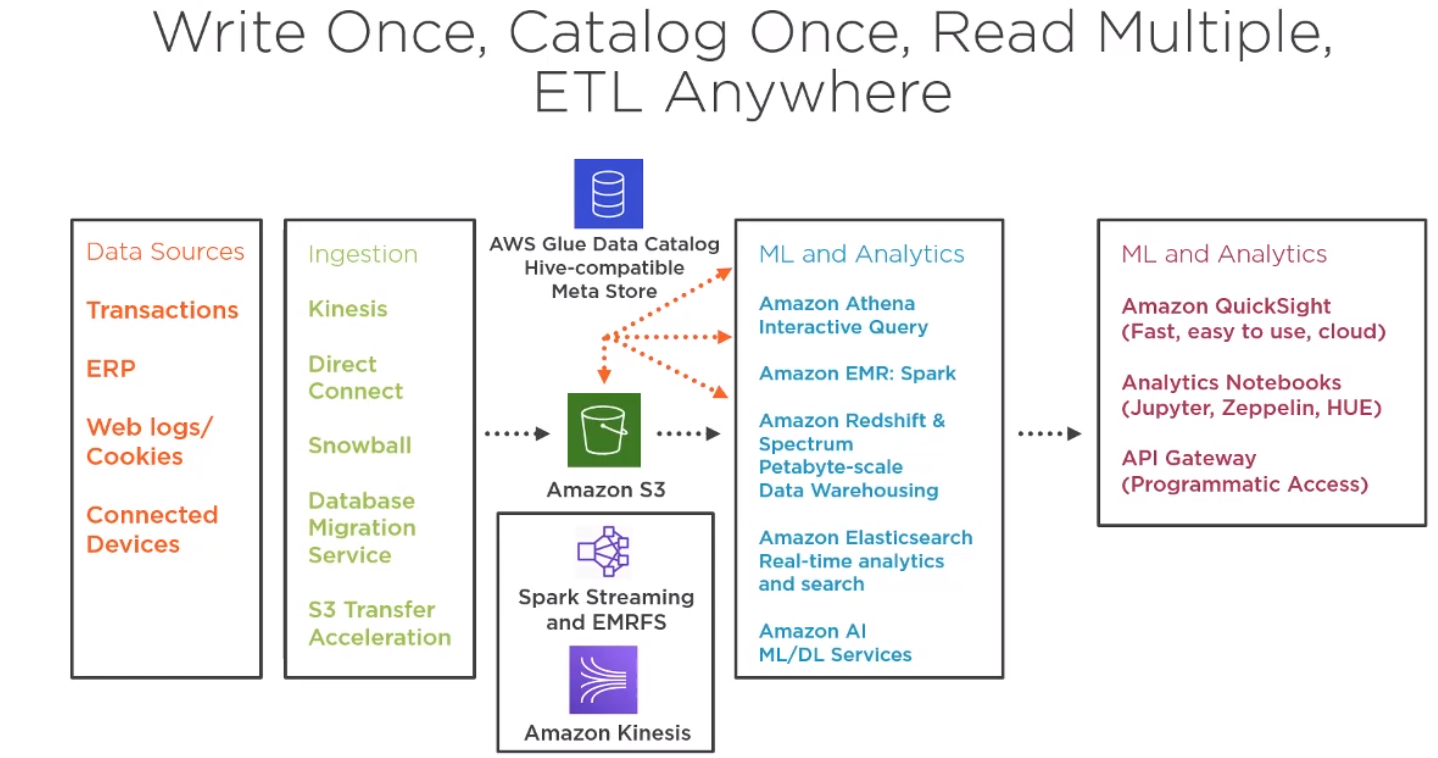 Write Once, Catalog Once, Read Multiple,
ETL Anywhere
Data Sources
Transactions
ERP
Web logs/
Cookies
Connected
Devices
Ingestion
Kinesis
Direct
Connect
Snowball
Database
Migration
Service
S3 Transfer
Acceleration
AWS Glue Data Catalog
Hive-compatible
Meta Store
Amazon S3
Spark Streaming
and EMRFS
Amazon Kinesis
ML and Analytics
Amazon Athena
Interactive Query
Amazon EMR: Spark
Amazon Redshift &
Spectrum
Petabyte-scale
Data Warehousing
Amazon Elasticsearch
Real-time analytics
and search
Amazon AI
ML/DL Services
ML and Analytics
Amazon QuickSight
(Fast, easy to use, cloud)
Analytics Notebooks
(Jupyter, Zeppelin, HUE)
API Gateway
(Programmatic Access)